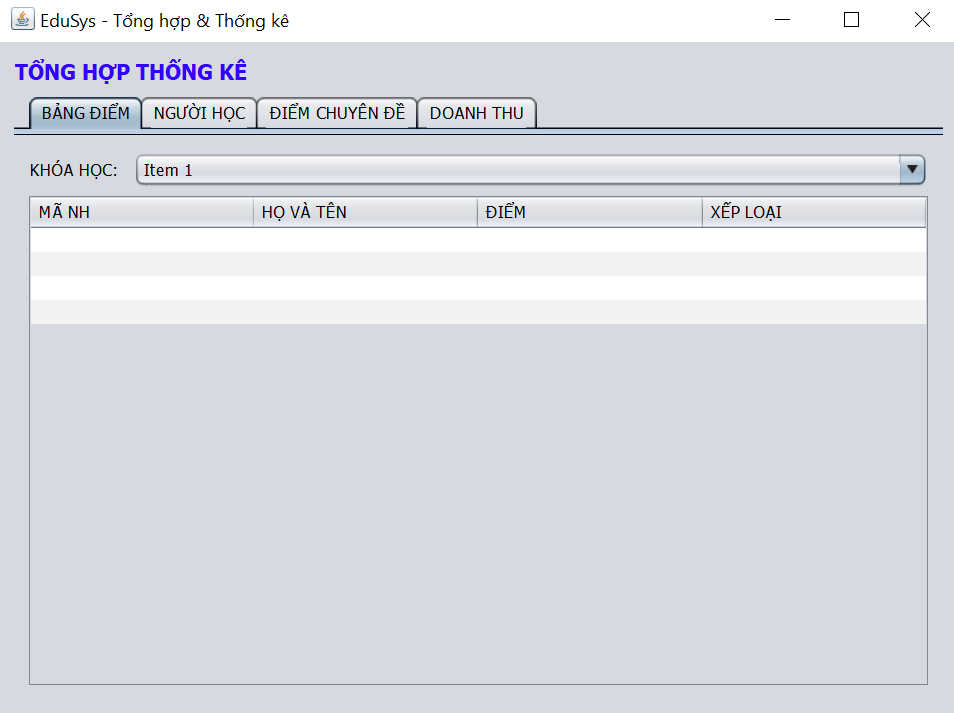 EduSys - Tổng hợp & Thống kê
TỔNG HỢP THỐNG KÊ
BẢNG ĐIỂM NGƯỜI HỌC ĐIỂM CHUYÊN ĐỀ DOANH THU
KHÓA HỌC: Item 1
MÃ NH HỌ VÀ TÊN ĐIỂM XẾP LOẠI